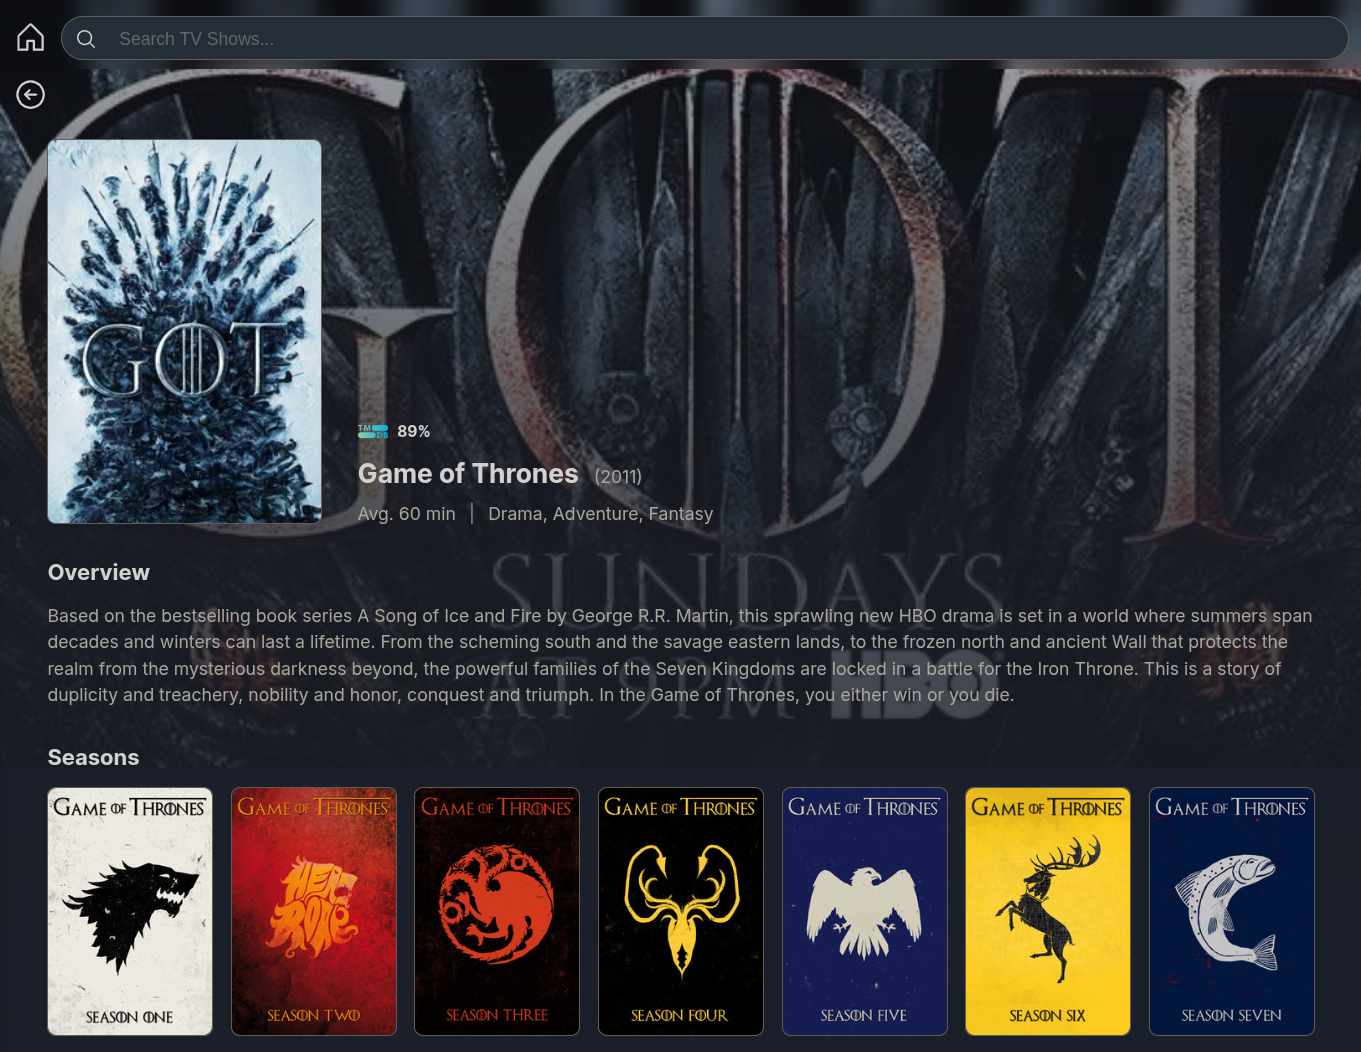 Search TV Shows...
GOT
GOT
TMDB 89%
Game of Thrones (2011)
Avg. 60 min | Drama, Adventure, Fantasy
SUNDAYS
AT 9PM HBO
Overview
Based on the bestselling book series A Song of Ice and Fire by George R.R. Martin, this sprawling new HBO drama is set in a world where summers span
decades and winters can last a lifetime. From the scheming south and the savage eastern lands, to the frozen north and ancient Wall that protects the
realm from the mysterious darkness beyond, the powerful families of the Seven Kingdoms are locked in a battle for the Iron Throne. This is a story of
duplicity and treachery, nobility and honor, conquest and triumph. In the Game of Thrones, you either win or you die.
Seasons
GAME OF THRONES
SEASON ONE
GAME OF THRONES
HEAR ME ROAR
SEASON TWO
GAME OF THRONES
SEASON THREE
GAME OF THRONES
SEASON FOUR
GAME OF THRONES
SEASON FIVE
GAME OF THRONES
SEASON SIX
GAME OF THRONES
SEASON SEVEN